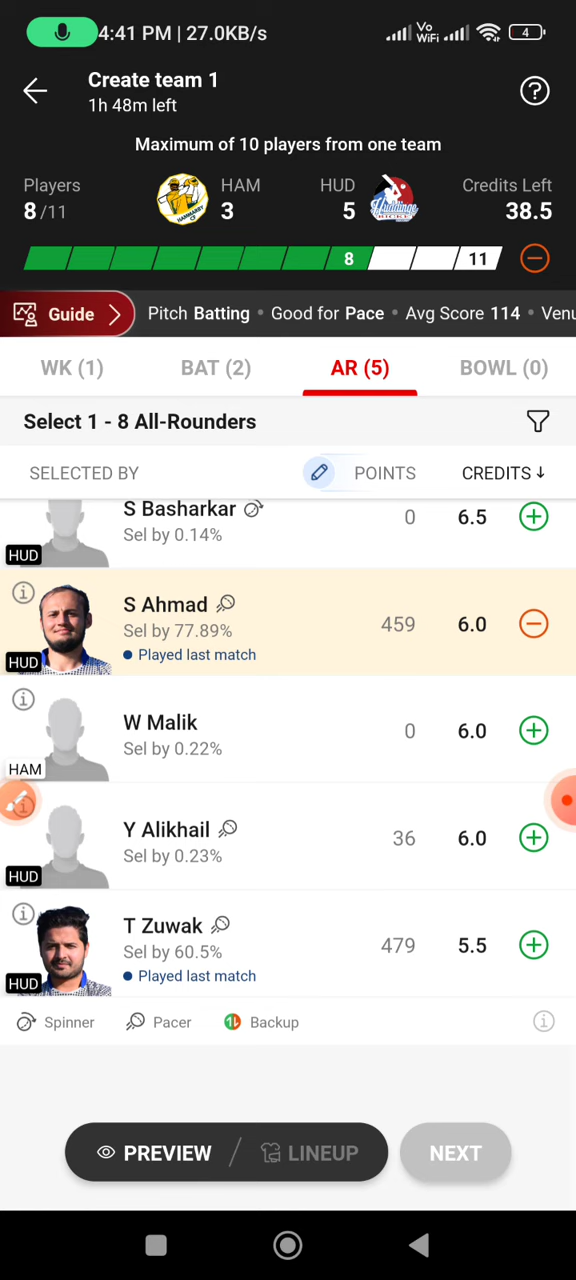 4:41 PM | 27.0KB/s
Vo WiFi
4
Create team 1
1h 48m left
Maximum of 10 players from one team
Players
8/11
HAM
3
HUD
5
Credits Left
38.5
8
11
Guide
Pitch Batting • Good for Pace • Avg Score 114 • Venu
WK (1)
BAT (2)
AR (5)
BOWL (0)
Select 1 - 8 All-Rounders
SELECTED BY
POINTS
CREDITS ↓
S Basharkar
Sel by 0.14%
0
6.5
HUD
S Ahmad
Sel by 77.89%
• Played last match
459
6.0
HUD
W Malik
Sel by 0.22%
0
6.0
HAM
Y Alikhail
Sel by 0.23%
36
6.0
HUD
T Zuwak
Sel by 60.5%
• Played last match
479
5.5
HUD
Spinner
Pacer
Backup
PREVIEW / LINEUP
NEXT